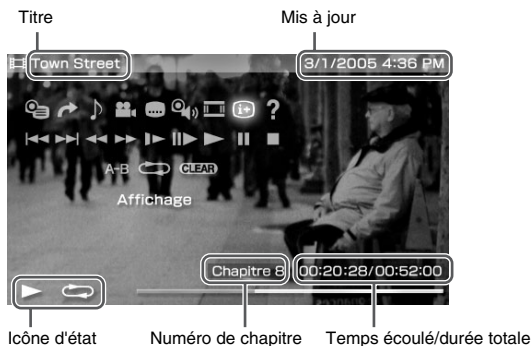 Titre
Mis à jour
Town Street
3/1/2005 4:36 PM
i+ ?
A-B CLEAR
Affichage
Chapitre 8
00:20:28/00:52:00
Icône d'état
Numéro de chapitre
Temps écoulé/durée totale